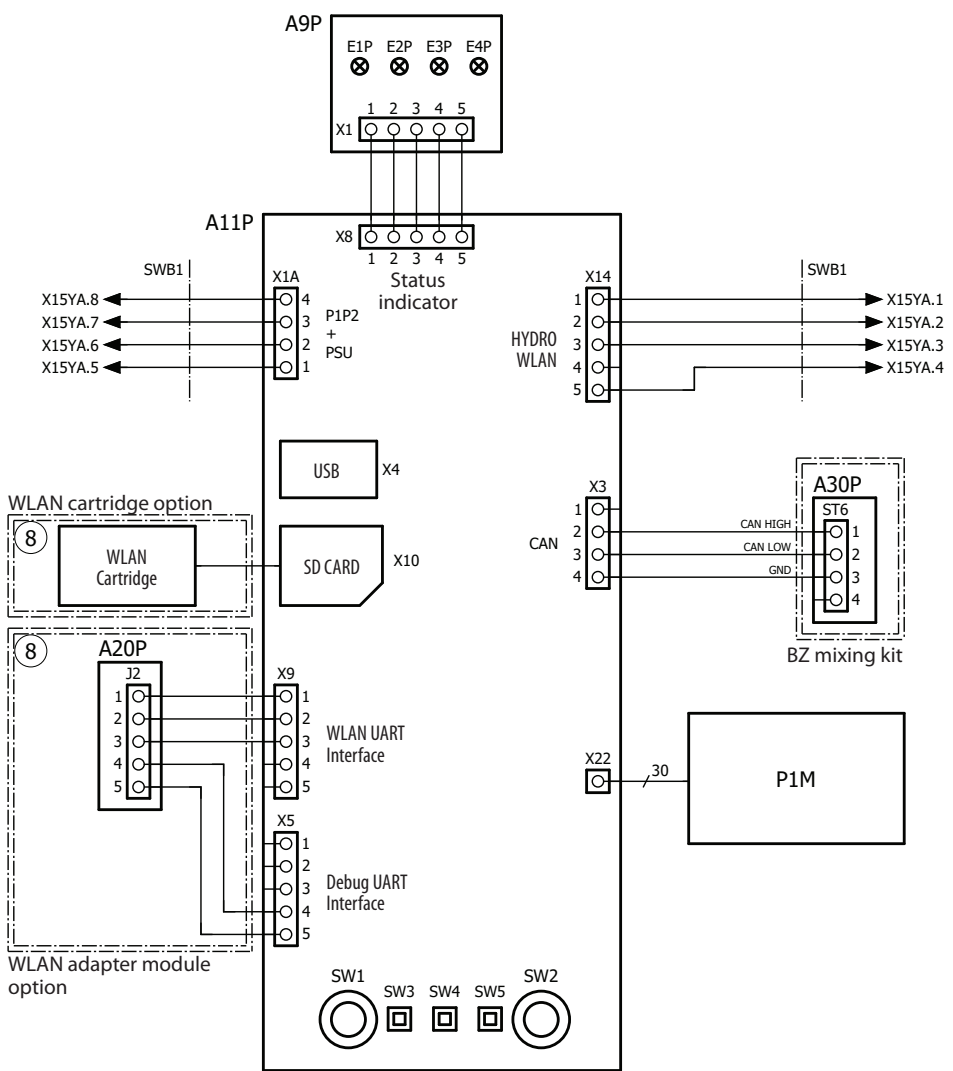 A9P
E1P E2P E3P E4P
1 2 3 4 5
X1
A11P
X8
1 2 3 4 5
Status
indicator
SWB1
X1A
X15YA.8
4
X15YA.7
3
X15YA.6
2
X15YA.5
1
P1P2
+
PSU
X14
SWB1
1
X15YA.1
2
X15YA.2
3
X15YA.3
4
X15YA.4
5
HYDRO
WLAN
USB
X4
WLAN cartridge option
8
WLAN
Cartridge
SD CARD
X10
X3
1
2
3
4
CAN
CAN HIGH
CAN LOW
GND
A30P
ST6
1
2
3
4
BZ mixing kit
8
A20P
J2
1
2
3
4
5
X9
1
2
3
4
5
WLAN UART
Interface
X22
30
P1M
X5
1
2
3
4
5
Debug UART
Interface
WLAN adapter module
option
SW1 SW3 SW4 SW5 SW2